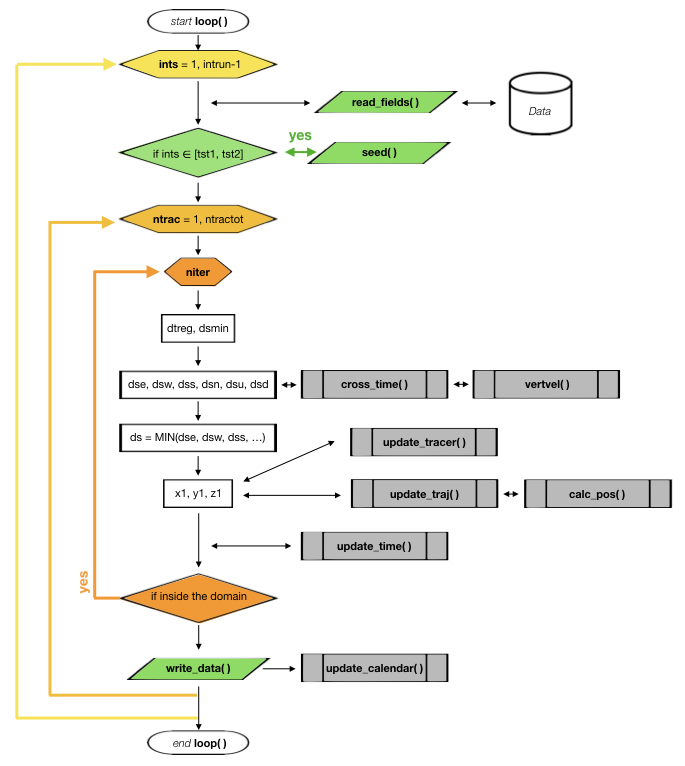 start loop( )
ints = 1, intrun-1
read_fields( )
Data
yes
if ints ∈ [tst1, tst2]
seed( )
ntrac = 1, ntractot
niter
dtreg, dsmin
dse, dsw, dss, dsn, dsu, dsd
cross_time( )
vertvel( )
ds = MIN(dse, dsw, dss, …)
update_tracer( )
x1, y1, z1
update_traj( )
calc_pos( )
update_time( )
yes
if inside the domain
write_data( )
update_calendar( )
end loop( )